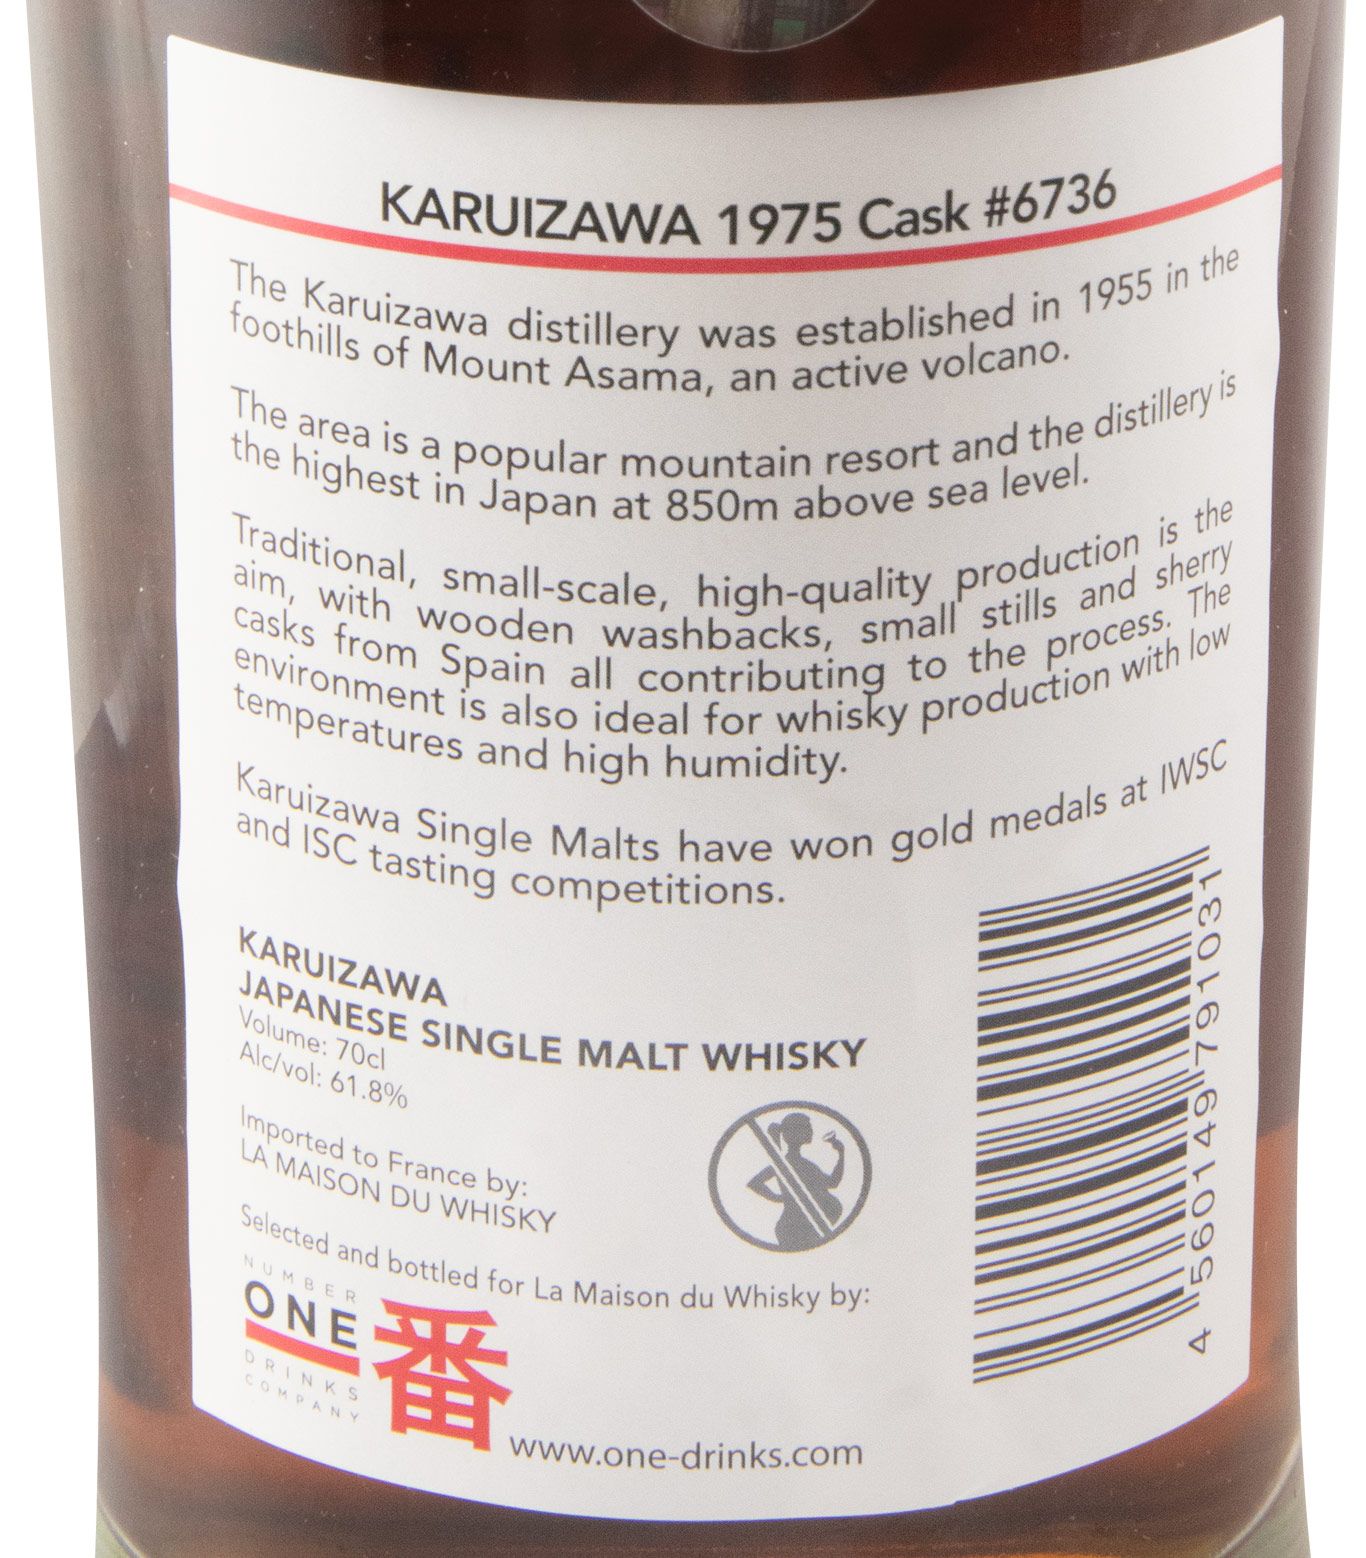 KARUIZAWA 1975 Cask #6736
The Karuizawa distillery was established in 1955 in the
foothills of Mount Asama, an active volcano.
The area is a popular mountain resort and the distillery is
the highest in Japan at 850m above sea level.
Traditional, small-scale, high-quality production is the
aim, with wooden washbacks, small stills and sherry
casks from Spain all contributing to the process. The
environment is also ideal for whisky production with low
temperatures and high humidity.
Karuizawa Single Malts have won gold medals at IWSC
and ISC tasting competitions.
KARUIZAWA
JAPANESE SINGLE MALT WHISKY
Volume: 70cl
Alc/vol: 61.8%
Imported to France by:
LA MAISON DU WHISKY
Selected and bottled for La Maison du Whisky by:
NUMBER
ONE
DRINKS
COMPANY
番
www.one-drinks.com
4 560149 791031